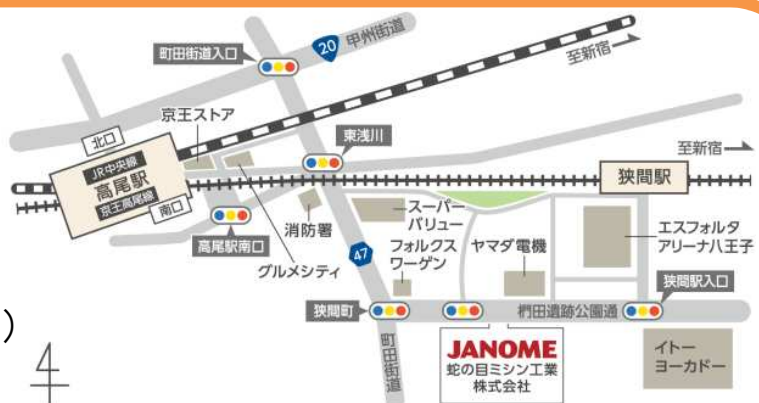 町田街道入口
20
甲州街道
至新宿
京王ストア
北口
東浅川
JR中央線
高尾駅
京王高尾線
南口
至新宿
狭間駅
高尾駅南口
グルメシティ
消防署
スーパー
バリュー
フォルクス
ワーゲン
ヤマダ電機
エスフォルタ
アリーナ八王子
47
狭間町
椚田遺跡公園通
狭間駅入口
町田街道
JANOME
蛇の目ミシン工業
株式会社
イトー
ヨーカドー
)
4